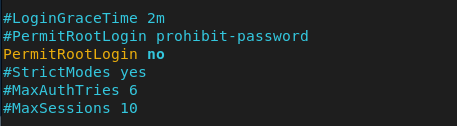 #LoginGraceTime 2m
#PermitRootLogin prohibit-password
PermitRootLogin no
#StrictModes yes
#MaxAuthTries 6
#MaxSessions 10